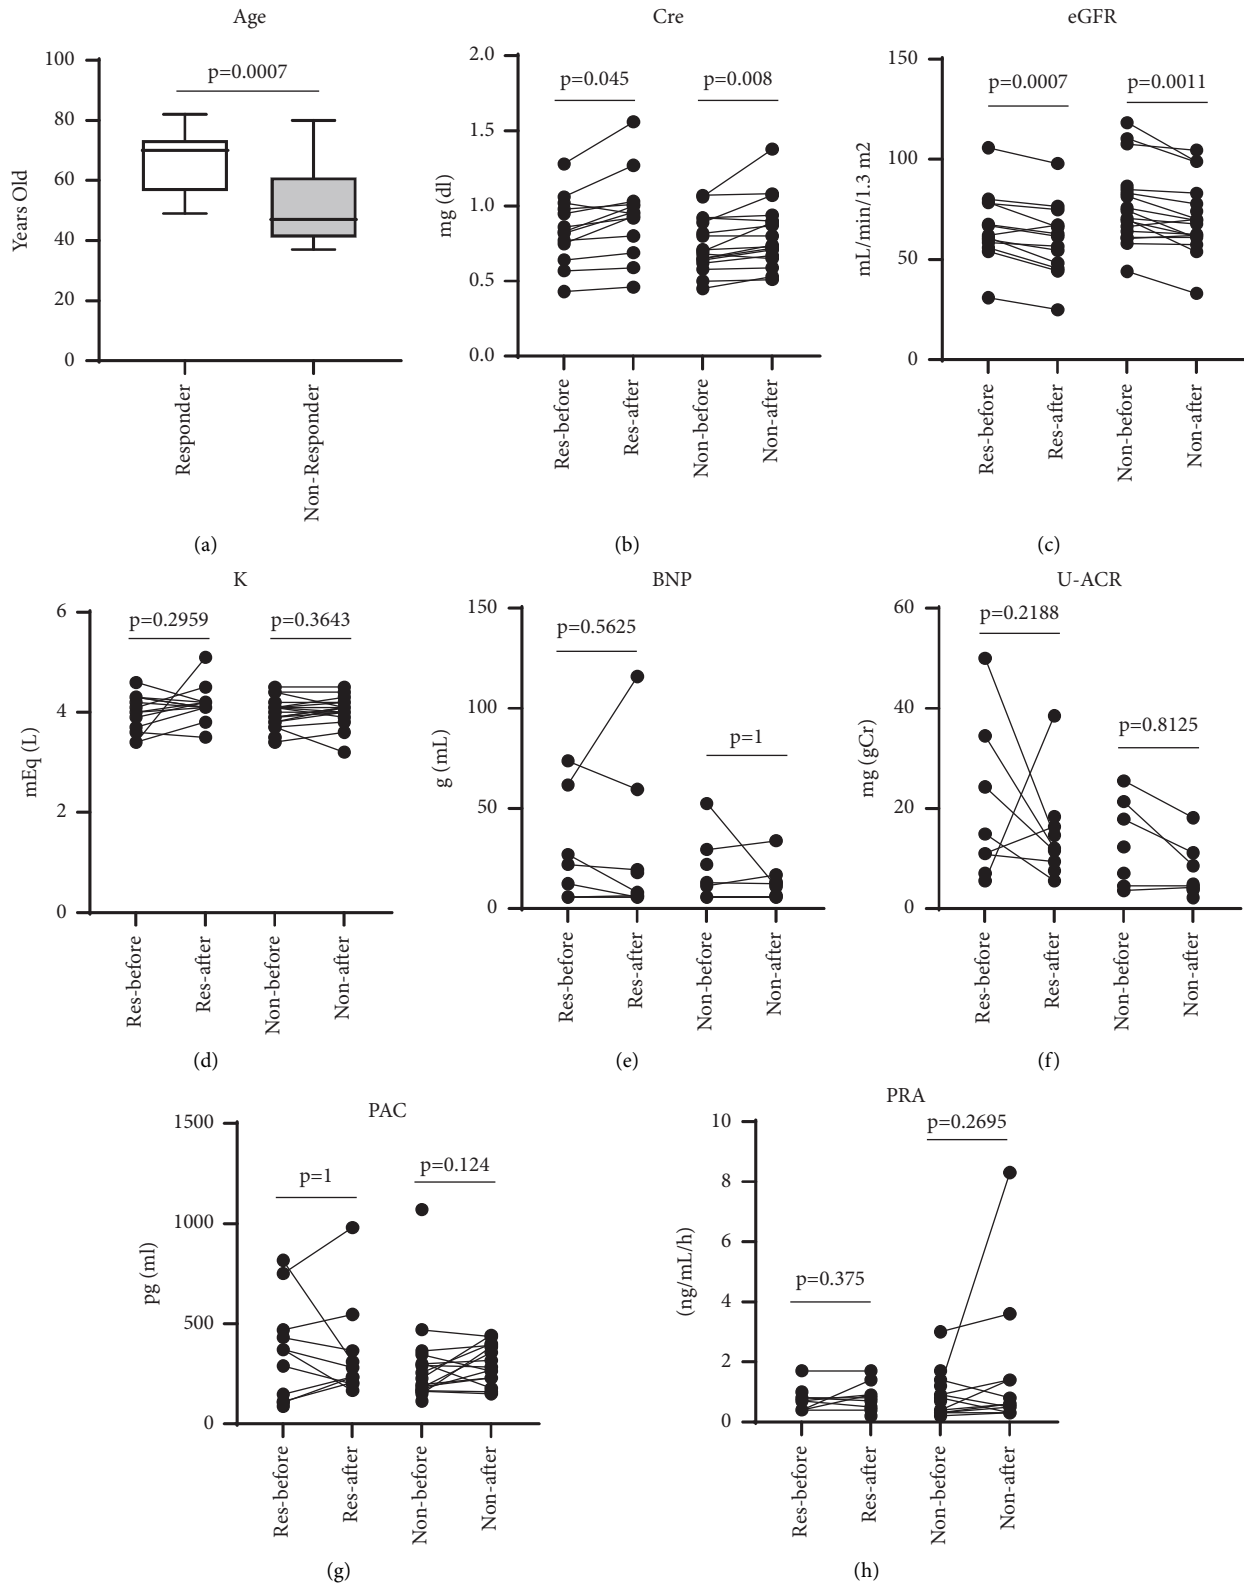 Age
100
80
60
40
20
0
Years Old
p=0.0007
Responder
Non-Responder
(a)
Cre
2.0
1.5
1.0
0.5
0.0
mg (dl)
p=0.045
p=0.008
Res-before
Res-after
Non-before
Non-after
(b)
eGFR
150
100
50
0
mL/min/1.3 m2
p=0.0007
p=0.0011
Res-before
Res-after
Non-before
Non-after
(c)
K
6
4
2
0
mEq (L)
p=0.2959
p=0.3643
Res-before
Res-after
Non-before
Non-after
(d)
BNP
150
100
50
0
g (mL)
p=0.5625
p=1
Res-before
Res-after
Non-before
Non-after
(e)
U-ACR
60
40
20
0
mg (gCr)
p=0.2188
p=0.8125
Res-before
Res-after
Non-before
Non-after
(f)
PAC
1500
1000
500
0
pg (ml)
p=1
p=0.124
Res-before
Res-after
Non-before
Non-after
(g)
PRA
10
8
6
4
2
0
(ng/mL/h)
p=0.375
p=0.2695
Res-before
Res-after
Non-before
Non-after
(h)